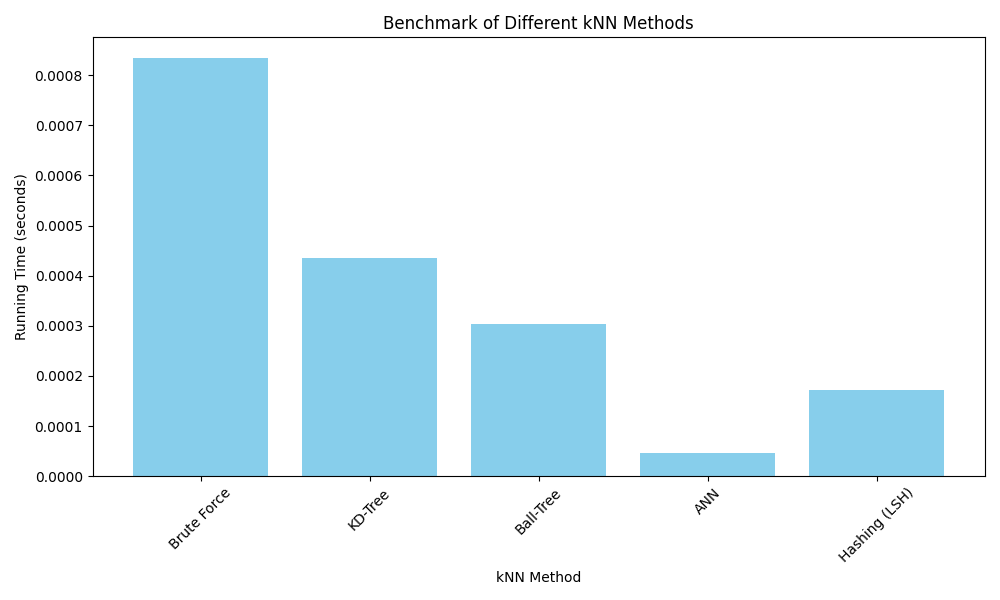 Benchmark of Different kNN Methods
Running Time (seconds)
0.0008
0.0007
0.0006
0.0005
0.0004
0.0003
0.0002
0.0001
0.0000
Brute Force
KD-Tree
Ball-Tree
ANN
Hashing (LSH)
kNN Method